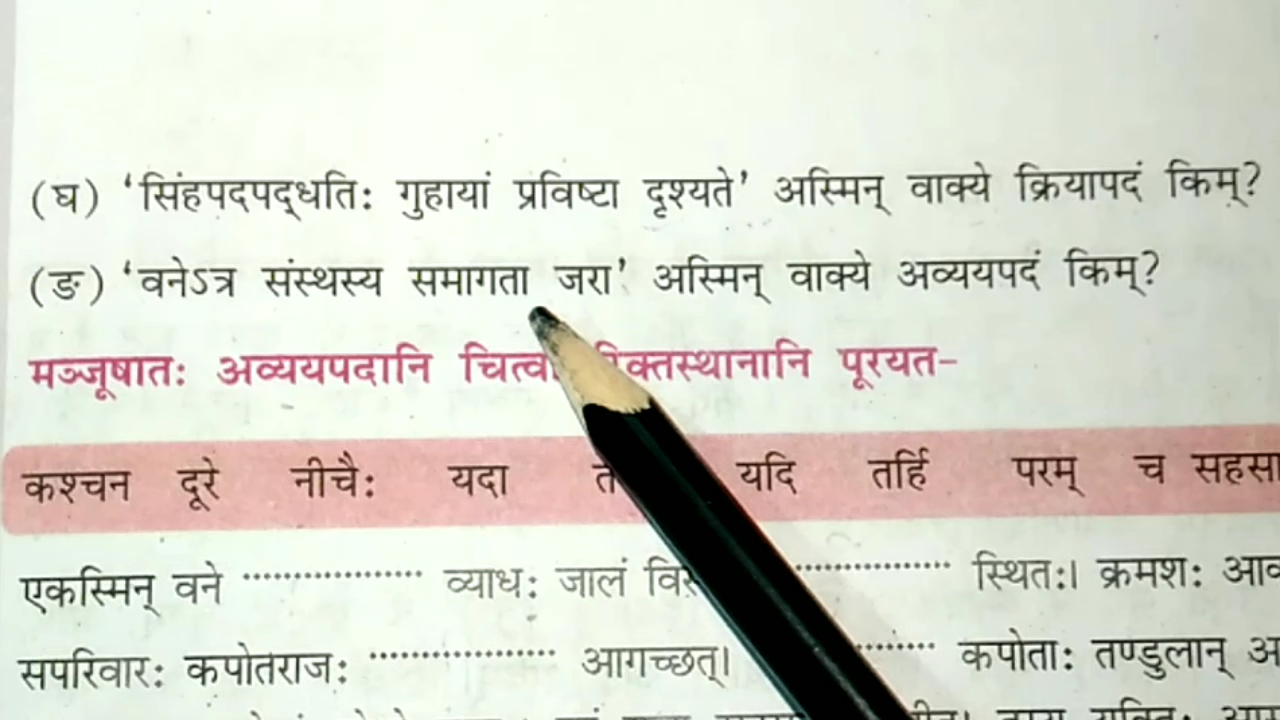 (घ) ‘सिंहपदपद्धतिः गुहायां प्रविष्टा दृश्यते’ अस्मिन् वाक्ये क्रियापदं किम्?
(ङ) ‘वनेऽत्र संस्थस्य समागता जरा’ अस्मिन् वाक्ये अव्ययपदं किम्?
मञ्जूषातः अव्ययपदानि पूरयत-
कश्चन दूरे नीचैः यदा यदि तर्हि परम् च सहसा
एकस्मिन् वने .................. व्याधः जालं .................. स्थितः। क्रमशः
सपरिवारः कपोतराजः .................. आगच्छत्। .......... कपोताः तण्डुलान्